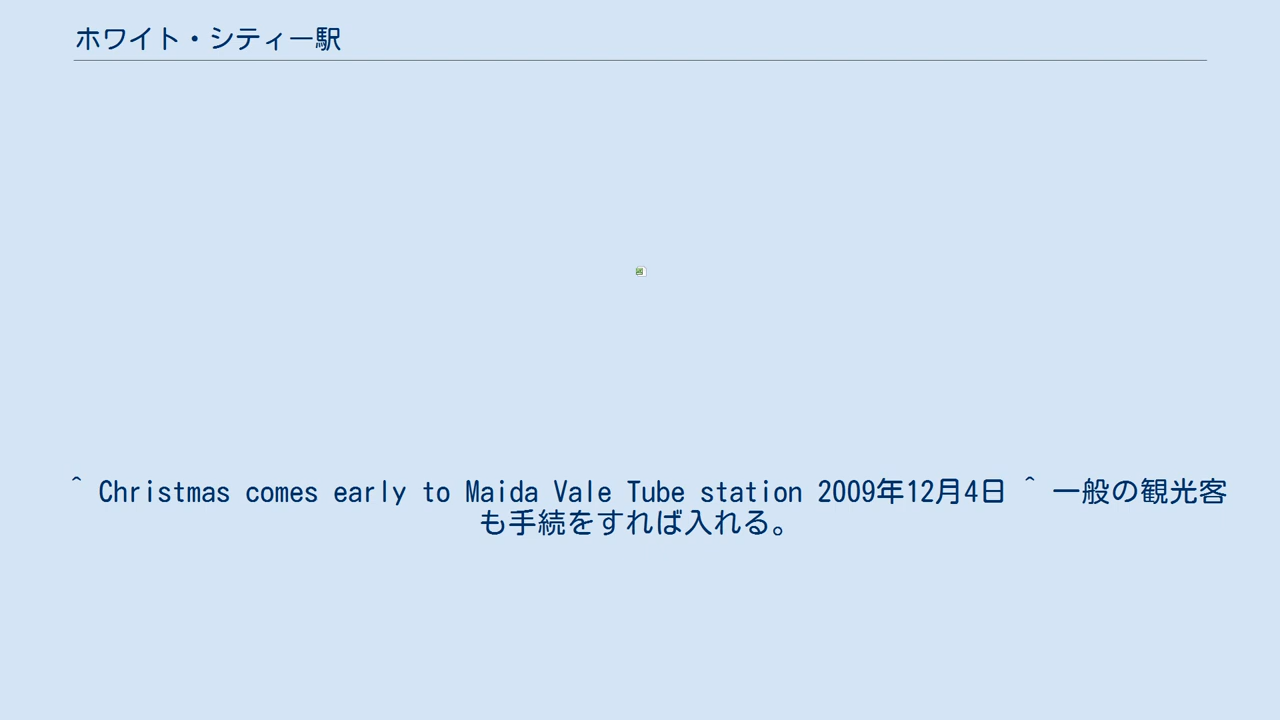 ホワイト・シティー駅
^ Christmas comes early to Maida Vale Tube station 2009年12月4日 ^ 一般の観光客
も手続をすれば入れる。